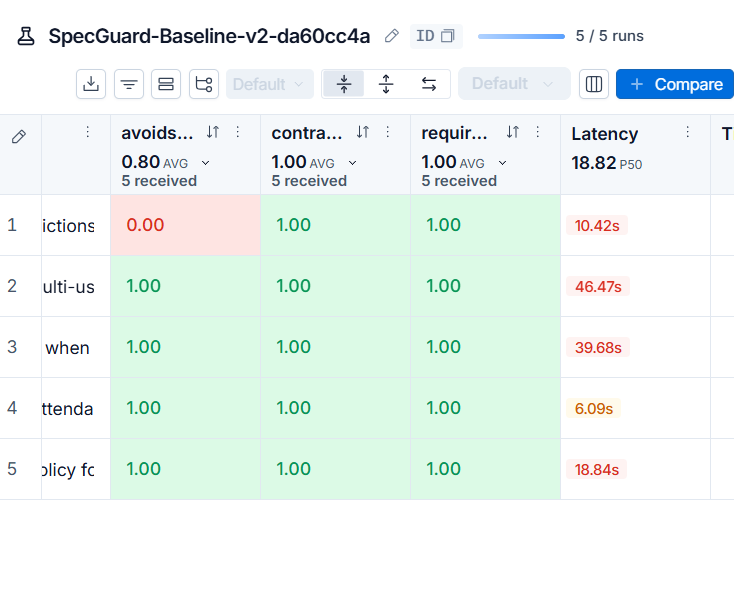 SpecGuard-Baseline-v2-da60cc4a ID 5 / 5 runs
Default Default + Compare
avoids... contra... requir... Latency T
0.80 AVG 1.00 AVG 1.00 AVG 18.82 P50
5 received 5 received 5 received
1 ictions 0.00 1.00 1.00 10.42s
2 ulti-us 1.00 1.00 1.00 46.47s
3 when 1.00 1.00 1.00 39.68s
4 ttenda 1.00 1.00 1.00 6.09s
5 olicy fo 1.00 1.00 1.00 18.84s